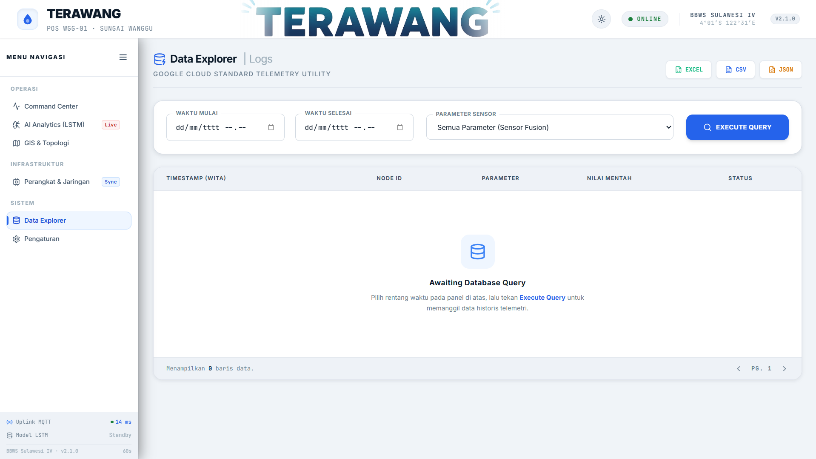 TERAWANG
POS WSG-01 · SUNGAI WANGGU
TERAWANG
ONLINE
BBWS SULAWESI IV
4°01'S 122°31'E
V2.1.0
MENU NAVIGASI
OPERASI
Command Center
AI Analytics (LSTM)
Live
GIS & Topologi
INFRASTRUKTUR
Perangkat & Jaringan
Sync
SISTEM
Data Explorer
Pengaturan
Uplink MQTT
14 ms
Model LSTM
Standby
BBWS Sulawesi IV · v2.1.0
Data Explorer | Logs
GOOGLE CLOUD STANDARD TELEMETRY UTILITY
EXCEL
CSV
JSON
WAKTU MULAI
dd/mm/tttt --.--
WAKTU SELESAI
dd/mm/tttt --.--
PARAMETER SENSOR
Semua Parameter (Sensor Fusion)
EXECUTE QUERY
TIMESTAMP (WITA)
NODE ID
PARAMETER
NILAI MENTAH
STATUS
Awaiting Database Query
Pilih rentang waktu pada panel di atas, lalu tekan Execute Query untuk
memanggil data historis telemetri.
Menampilkan 0 baris data.
PG. 1